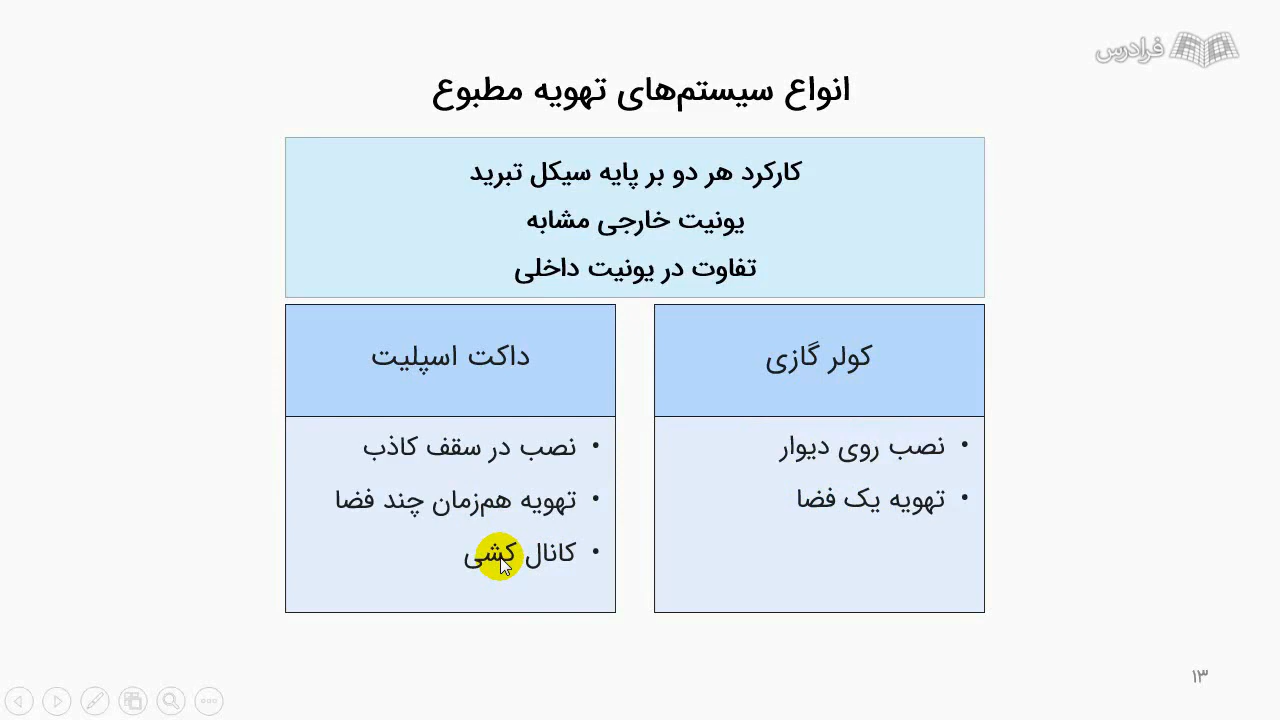 فرادرس
انواع سیستم‌های تهویه مطبوع
کارکرد هر دو بر پایه سیکل تبرید
یونیت خارجی مشابه
تفاوت در یونیت داخلی
کولر گازی
• نصب روی دیوار
• تهویه یک فضا
داکت اسپلیت
• نصب در سقف کاذب
• تهویه هم‌زمان چند فضا
• کانال کشی
۱۳